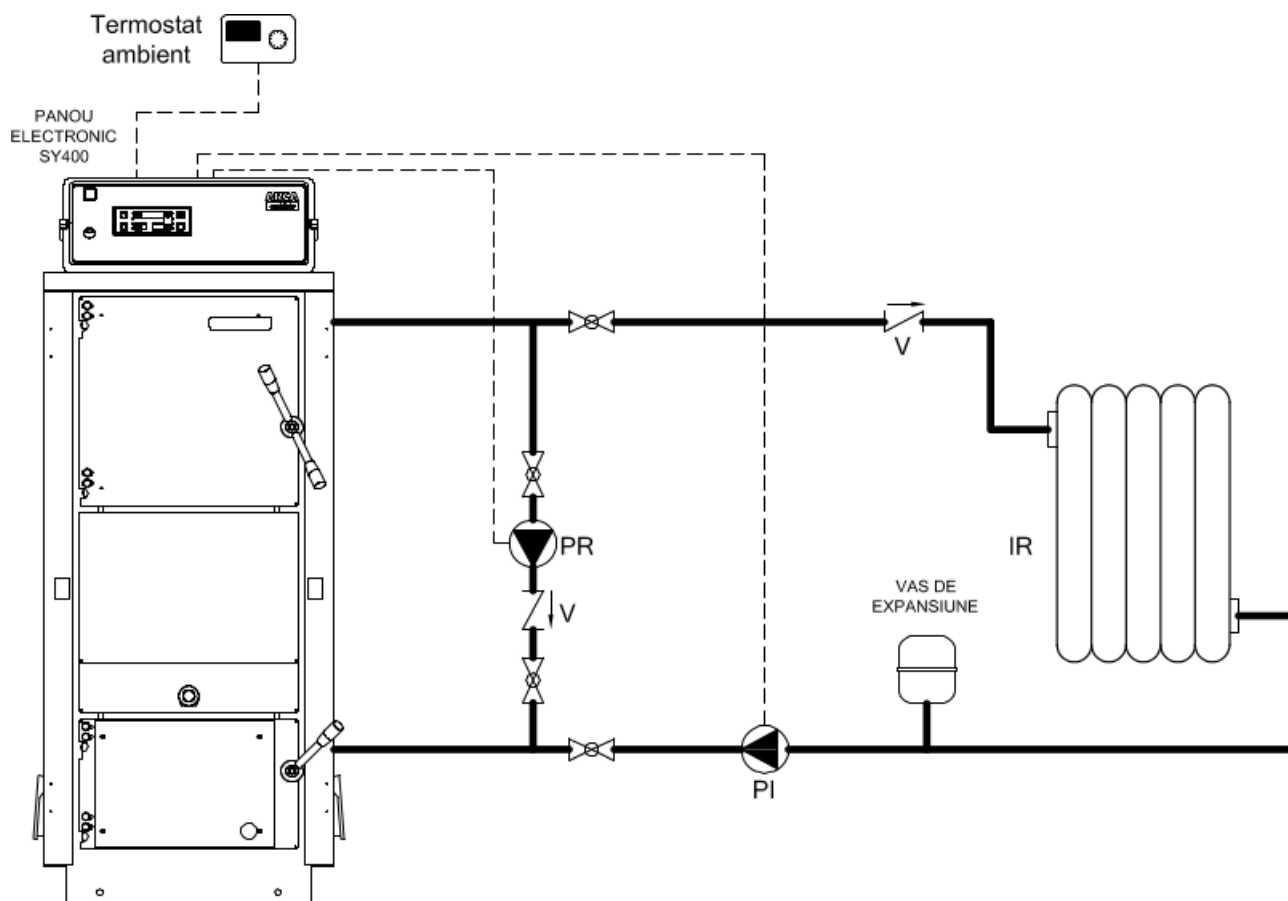 Termostat
ambient
PANOU
ELECTRONIC
SY400
V
PR
V
IR
VAS DE
EXPANSIUNE
PI